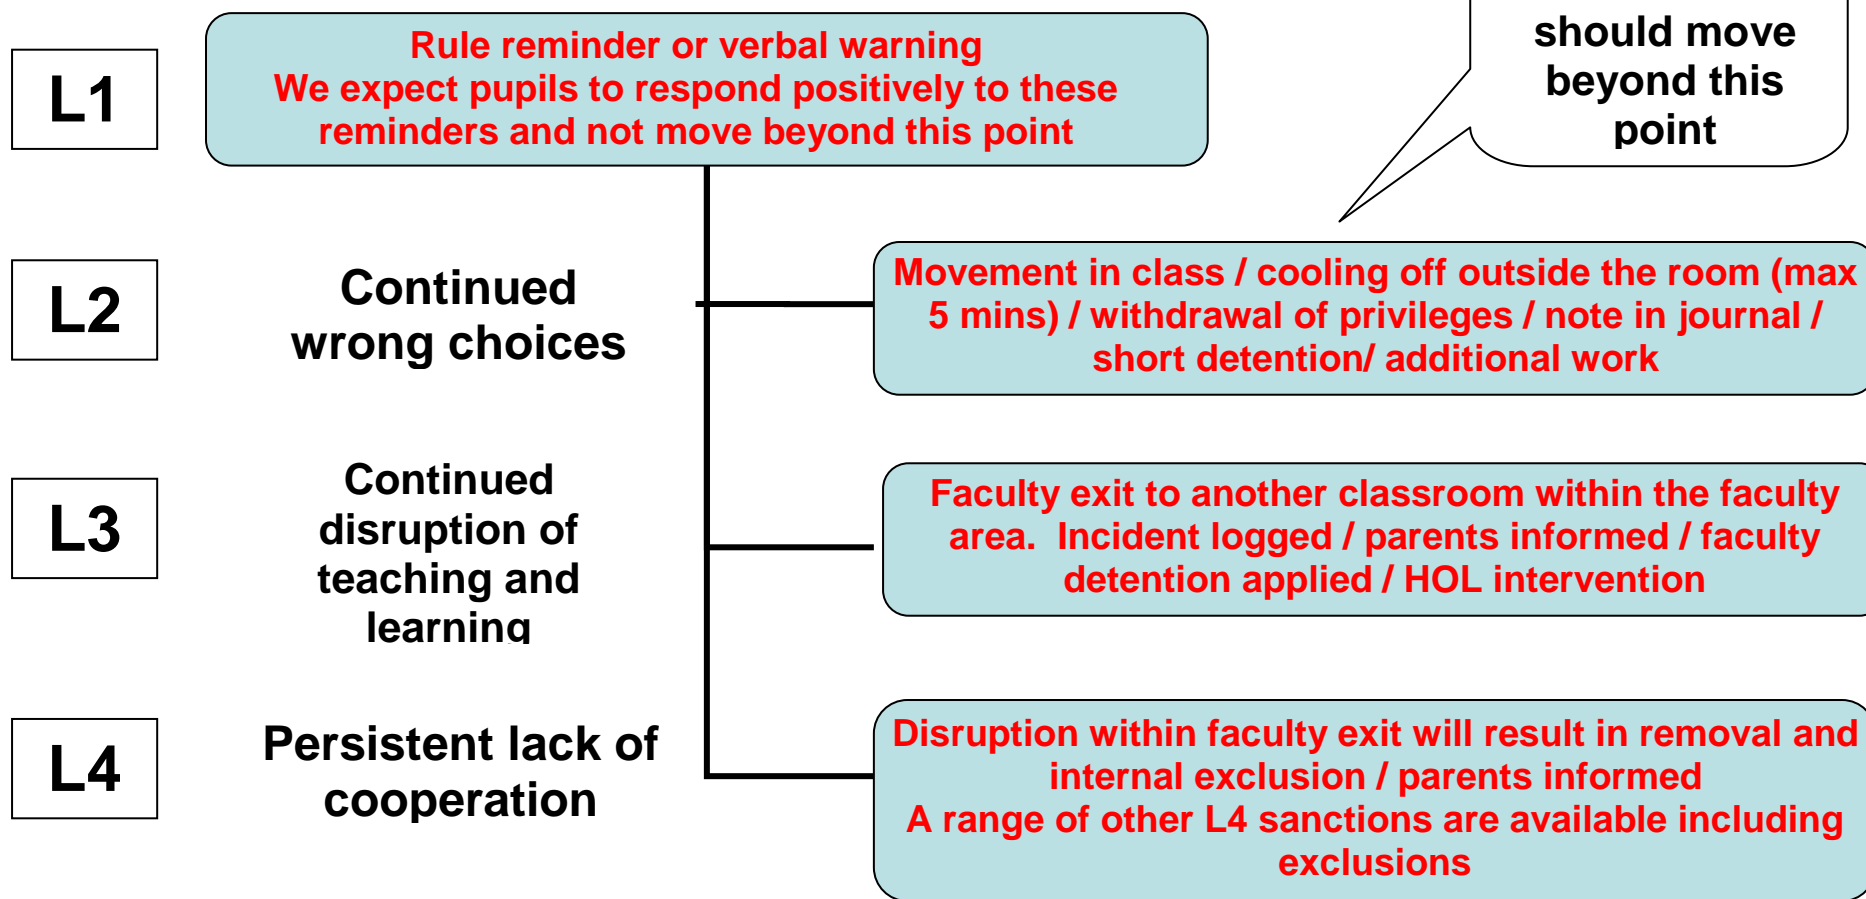 should move
beyond this
point
L1
Rule reminder or verbal warning
We expect pupils to respond positively to these
reminders and not move beyond this point
L2
Continued
wrong choices
Movement in class / cooling off outside the room (max
5 mins) / withdrawal of privileges / note in journal /
short detention/ additional work
L3
Continued
disruption of
teaching and
learning
Faculty exit to another classroom within the faculty
area.  Incident logged / parents informed / faculty
detention applied / HOL intervention
L4
Persistent lack of
cooperation
Disruption within faculty exit will result in removal and
internal exclusion / parents informed
A range of other L4 sanctions are available including
exclusions